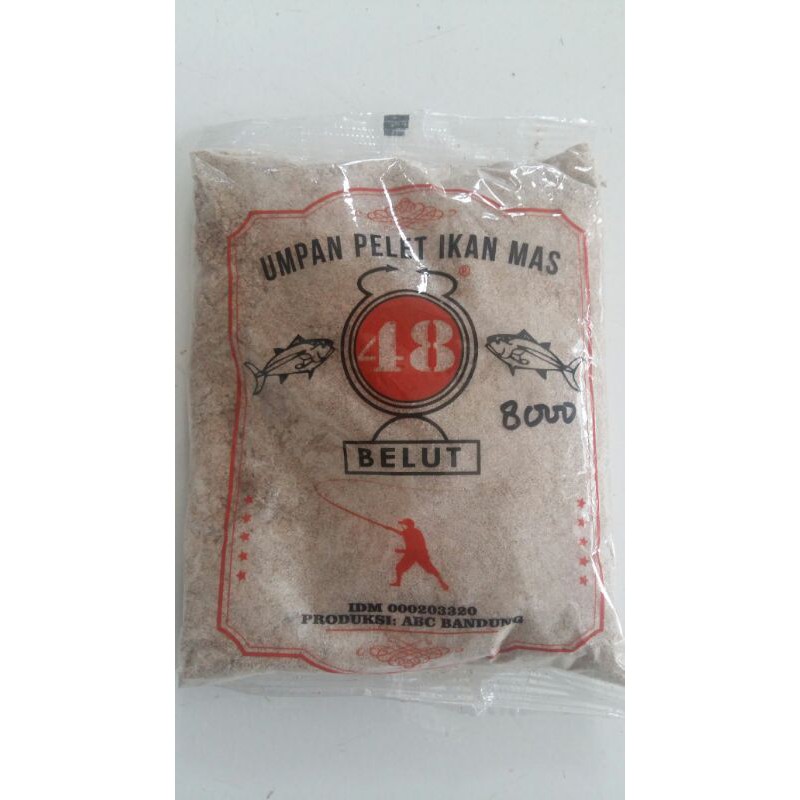 UMPAN PELET IKAN MAS
®
48
8000
BELUT
IDM 000203320
PRODUKSI: ABC BANDUNG